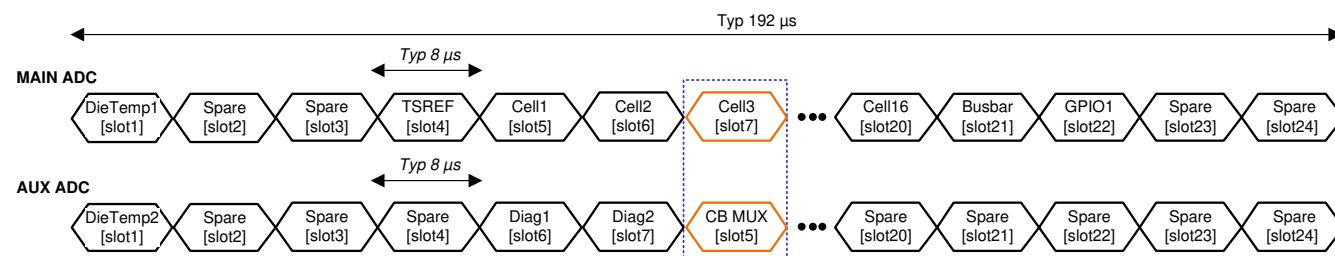 Typ 192 µs
Typ 8 µs
MAIN ADC
DieTemp1 Spare Spare TSREF Cell1 Cell2 Cell3 Cell16 Busbar GPIO1 Spare Spare
[slot1] [slot2] [slot3] [slot4] [slot5] [slot6] [slot7] [slot20] [slot21] [slot22] [slot23] [slot24]
Typ 8 µs
AUX ADC
DieTemp2 Spare Spare Spare Diag1 Diag2 CB MUX Spare Spare Spare Spare Spare
[slot1] [slot2] [slot3] [slot4] [slot6] [slot7] [slot5] [slot20] [slot21] [slot22] [slot23] [slot24]